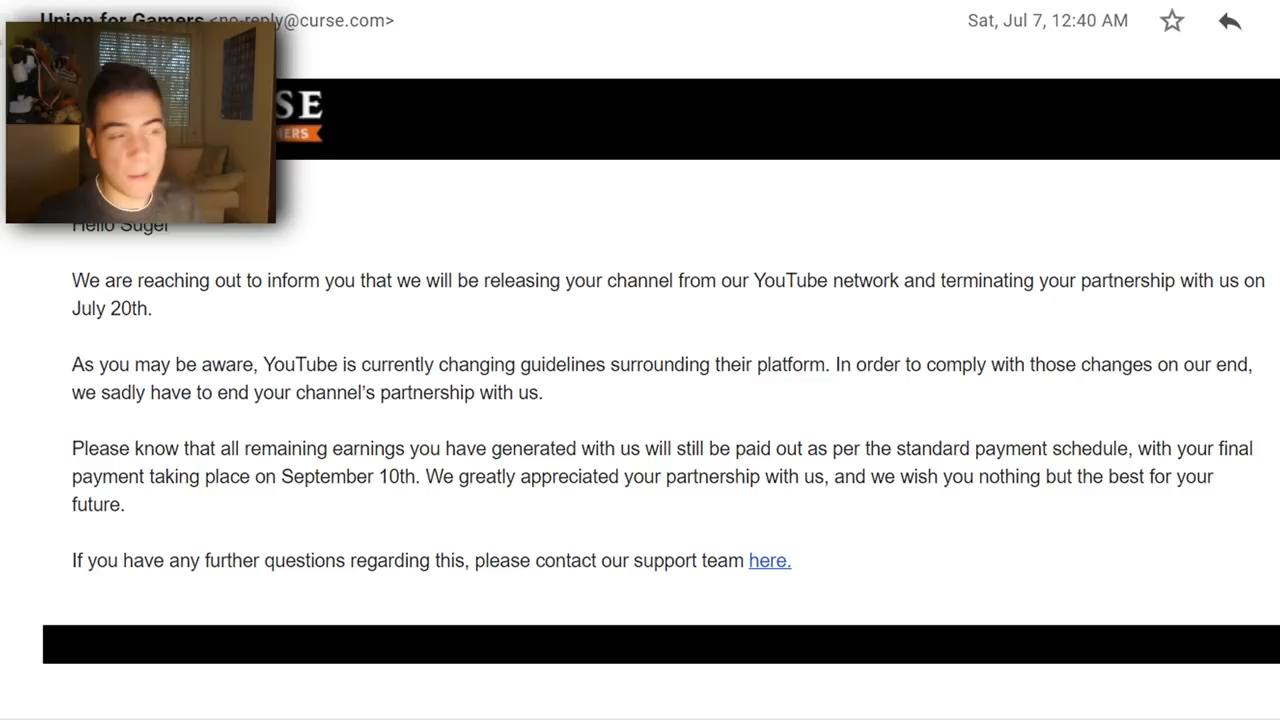 Union for Gamers <no-reply@curse.com>
Sat, Jul 7, 12:40 AM
SE
ERS
Hello Suger
We are reaching out to inform you that we will be releasing your channel from our YouTube network and terminating your partnership with us on
July 20th.
As you may be aware, YouTube is currently changing guidelines surrounding their platform. In order to comply with those changes on our end,
we sadly have to end your channel’s partnership with us.
Please know that all remaining earnings you have generated with us will still be paid out as per the standard payment schedule, with your final
payment taking place on September 10th. We greatly appreciated your partnership with us, and we wish you nothing but the best for your
future.
If you have any further questions regarding this, please contact our support team here.